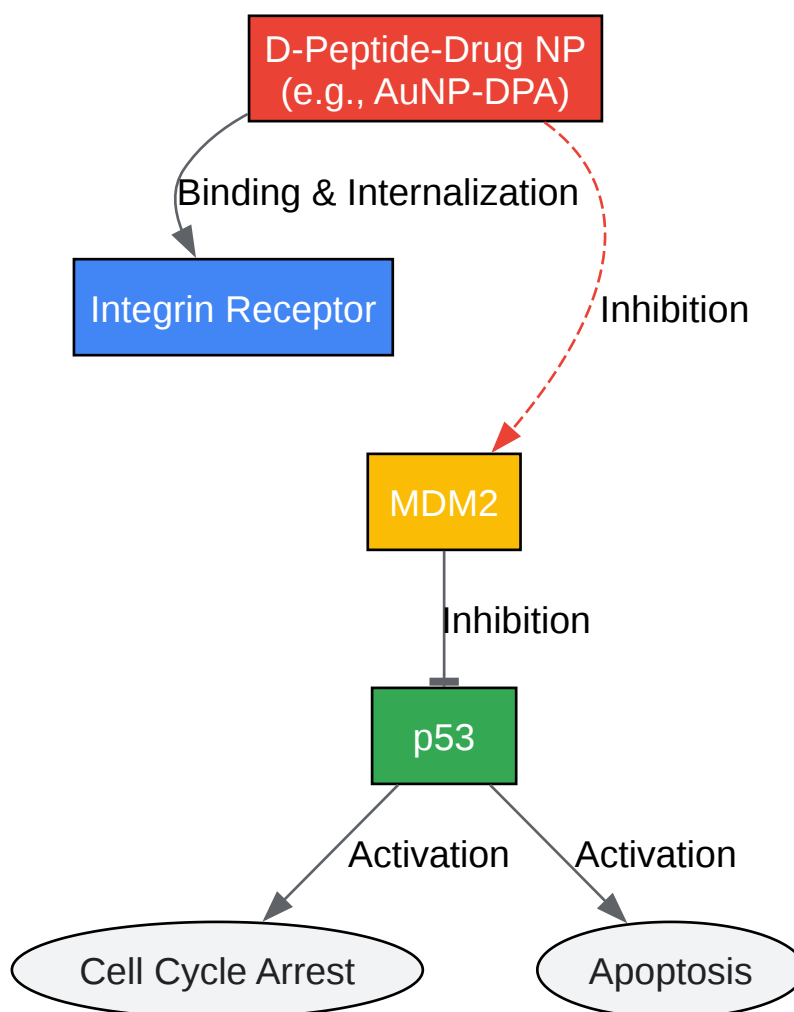 D-Peptide-Drug NP
(e.g., AuNP-DPA)
Binding & Internalization
Integrin Receptor
Inhibition
MDM2
Inhibition
p53
Activation
Activation
Cell Cycle Arrest
Apoptosis